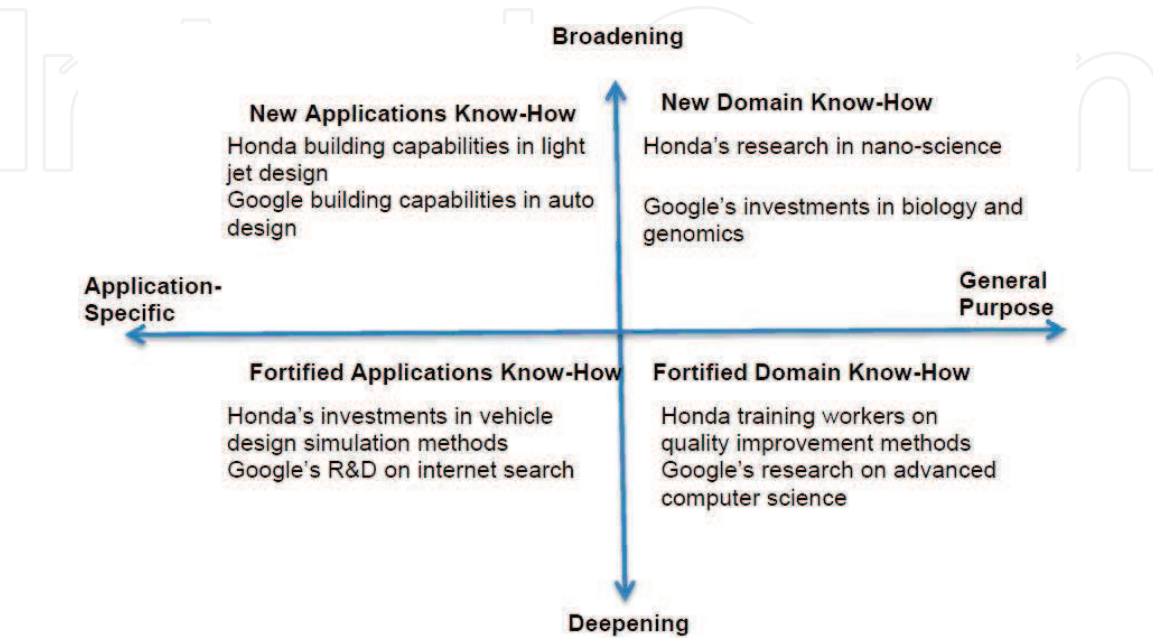 Broadening
New Applications Know-How
Honda building capabilities in light
jet design
Google building capabilities in auto
design
New Domain Know-How
Honda's research in nano-science
Google's investments in biology and
genomics
Application-
Specific
General
Purpose
Fortified Applications Know-How
Honda's investments in vehicle
design simulation methods
Google's R&D on internet search
Fortified Domain Know-How
Honda training workers on
quality improvement methods
Google's research on advanced
computer science
Deepening